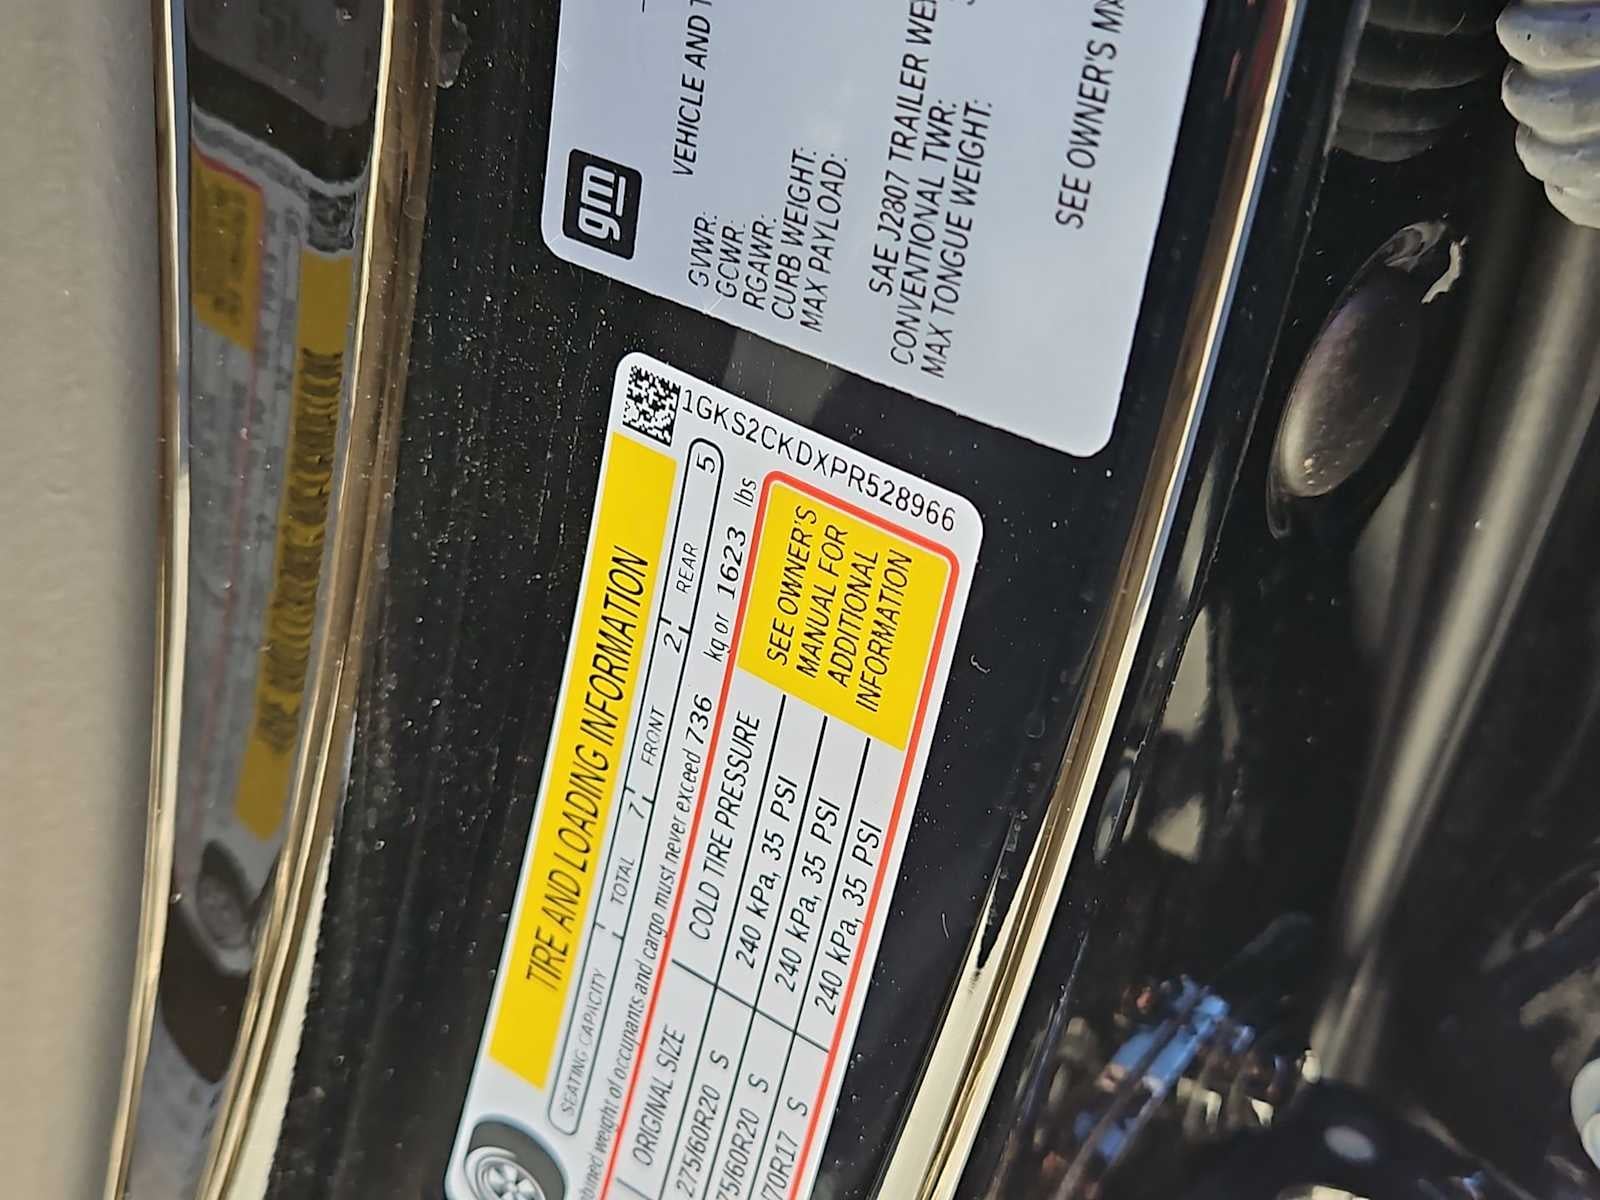 gm
VEHICLE AND
GVWR:
GCWR:
RGAWR:
CURB WEIGHT:
MAX PAYLOAD:
SAE J2807 TRAILER
CONVENTIONAL TWR:
MAX TONGUE WEIGHT:
SEE OWNER'S
TIRE AND LOADING INFORMATION
SEATING CAPACITY TOTAL 7 FRONT 2 REAR 5
weight of occupants and cargo must never exceed 736 kg or 1623 lbs
ORIGINAL SIZE COLD TIRE PRESSURE
275/60R20 S 240 kPa, 35 PSI
75/60R20 S 240 kPa, 35 PSI
70R17 S 240 kPa, 35 PSI
SEE OWNER'S
MANUAL FOR
ADDITIONAL
INFORMATION
1GKS2CKDXPR528966